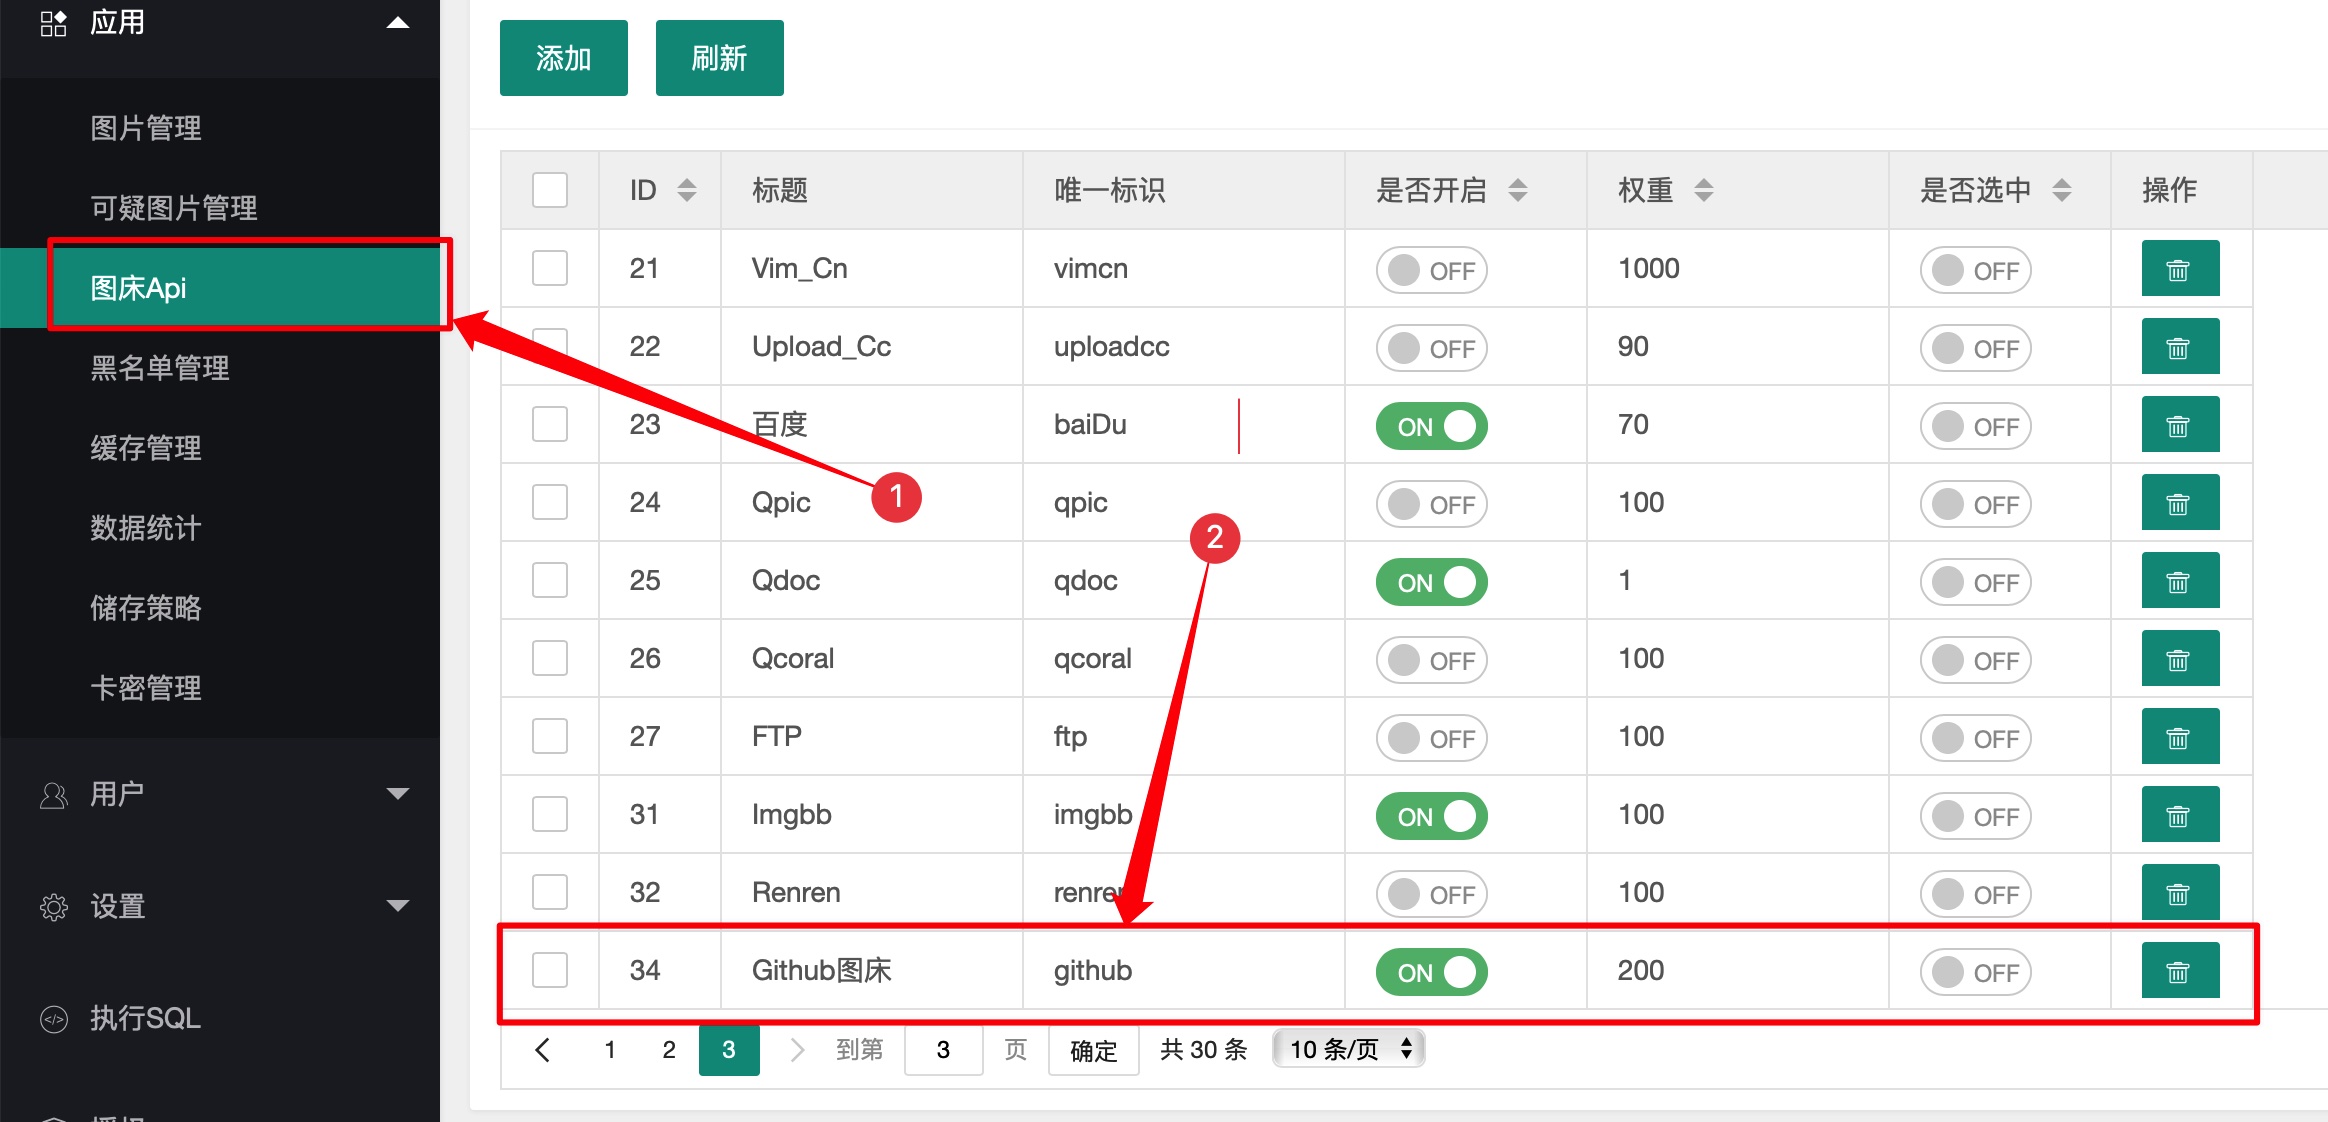 应用
图片管理
可疑图片管理
图床Api
黑名单管理
缓存管理
数据统计
储存策略
卡密管理
用户
设置
执行SQL
添加 刷新
ID 标题 唯一标识 是否开启 权重 是否选中 操作
21 Vim_Cn vimcn OFF 1000 OFF
22 Upload_Cc uploadcc OFF 90 OFF
23 百度 baiDu ON 70 OFF
24 Qpic qpic OFF 100 OFF
1
2
25 Qdoc qdoc ON 1 OFF
26 Qcoral qcoral OFF 100 OFF
27 FTP ftp OFF 100 OFF
31 Imgbb imgbb ON 100 OFF
32 Renren renren OFF 100 OFF
34 Github图床 github ON 200 OFF
1 2 3 到第 3 页 确定 共 30 条 10 条/页